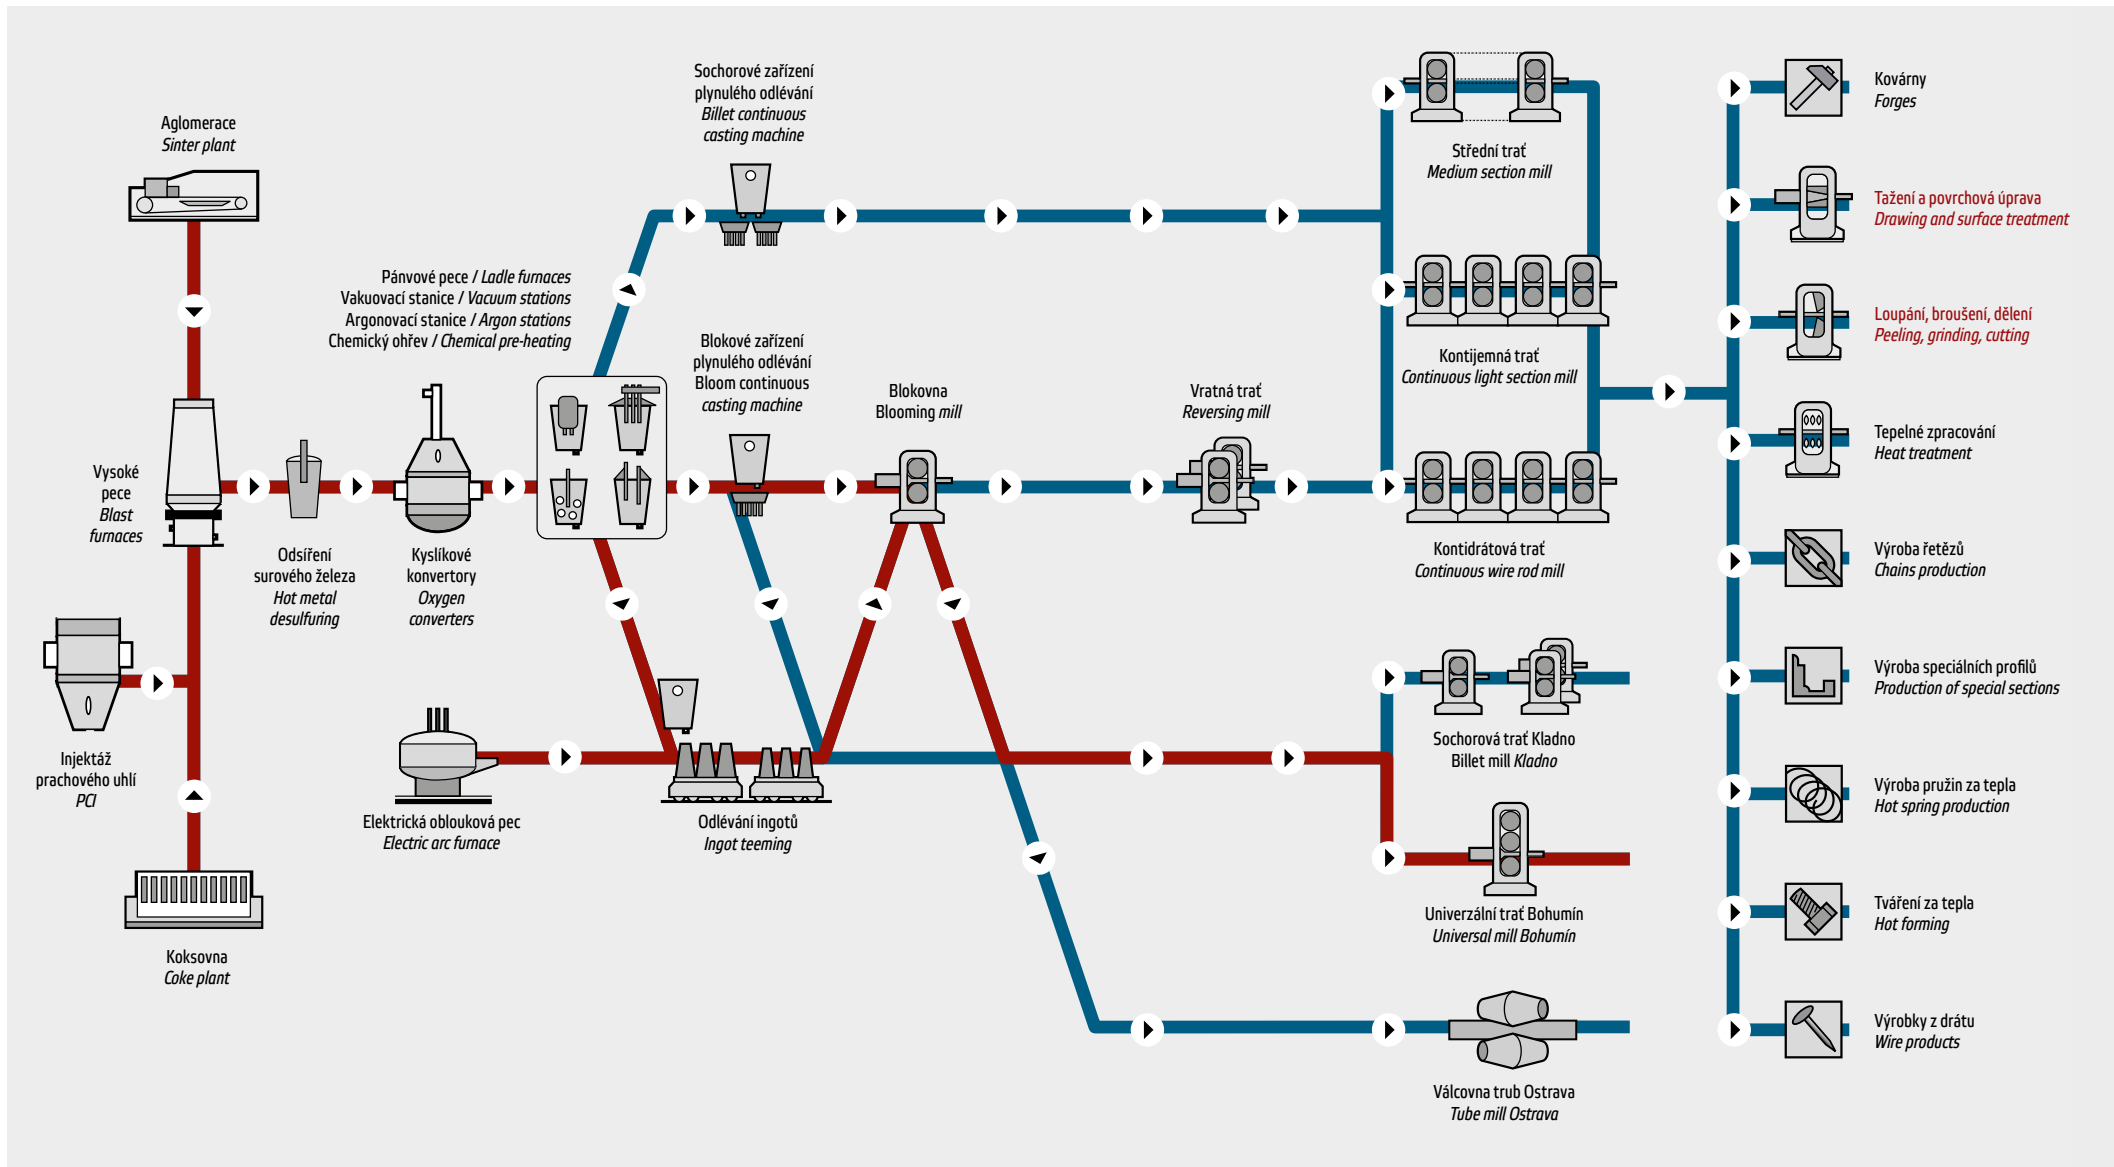 Aglomerace
Sinter plant
Sochorové zařízení
plynulého odlévání
Billet continuous
casting machine
Pánvové pece / Ladle furnaces
Vakuovací stanice / Vacuum stations
Argonovací stanice / Argon stations
Chemický ohřev / Chemical pre-heating
Blokové zařízení
plynulého odlévání
Bloom continuous
casting machine
Blokovna
Blooming mill
Vratná trať
Reversing mill
Střední trať
Medium section mill
Kontijemná trať
Continuous light section mill
Kontidrátová trať
Continuous wire rod mill
Vysoké
pece
Blast
furnaces
Odsíření
surového železa
Hot metal
desulfuring
Kyslíkové
konvertory
Oxygen
converters
Injektáž
prachového uhlí
PCI
Koksovna
Coke plant
Elektrická oblouková pec
Electric arc furnace
Odlévání ingotů
Ingot teeming
Sochorová trať Kladno
Billet mill Kladno
Univerzální trať Bohumín
Universal mill Bohumín
Válcovna trub Ostrava
Tube mill Ostrava
Kovárny
Forges
Tažení a povrchová úprava
Drawing and surface treatment
Loupání, broušení, dělení
Peeling, grinding, cutting
Tepelné zpracování
Heat treatment
Výroba řetězů
Chains production
Výroba speciálních profilů
Production of special sections
Výroba pružin za tepla
Hot spring production
Tváření za tepla
Hot forming
Výrobky z drátu
Wire products